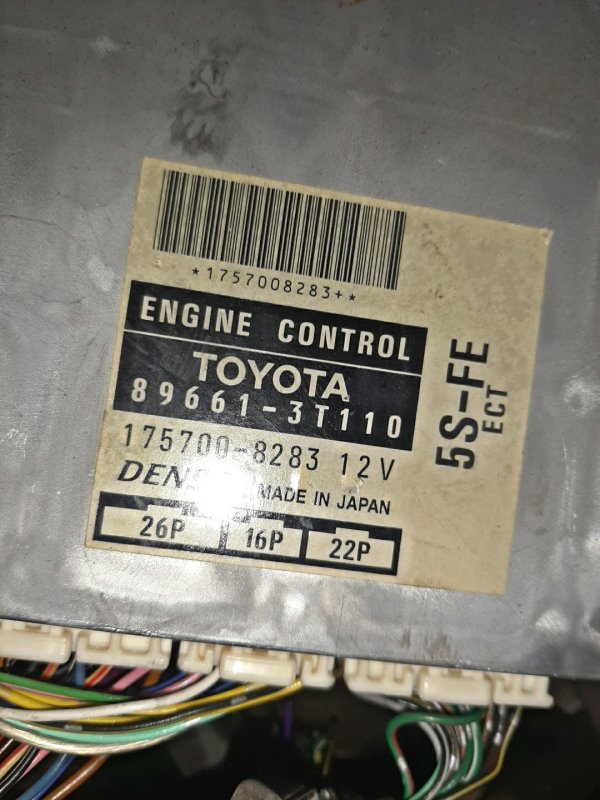 *1757008283+*
ENGINE CONTROL
TOYOTA
89661-3T110
175700-8283 12V
MADE IN JAPAN
26P
16P
22P
5S-FE
ECT